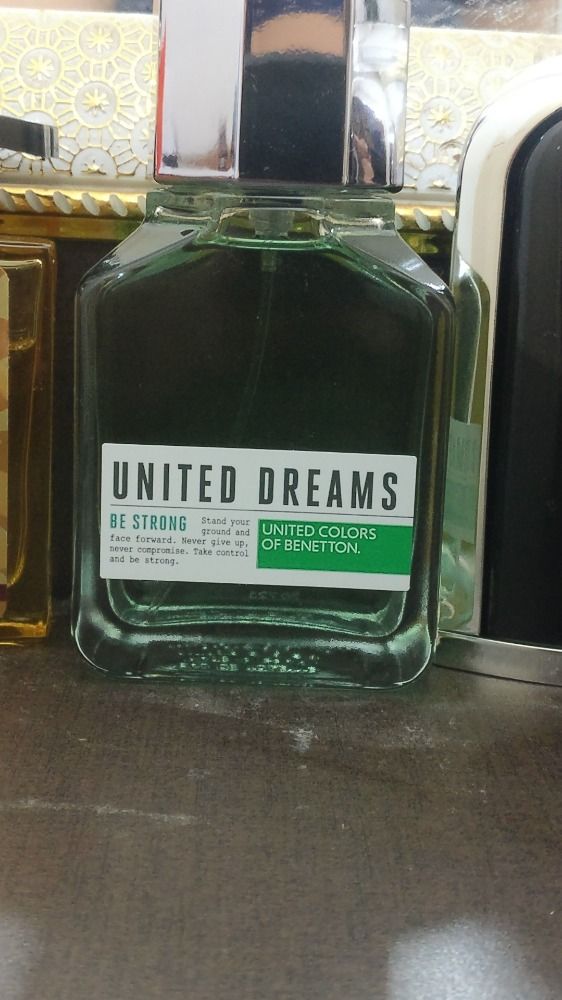 UNITED DREAMS
BE STRONG Stand your
ground and
face forward. Never give up,
never compromise. Take control
and be strong.
UNITED COLORS
OF BENETTON.